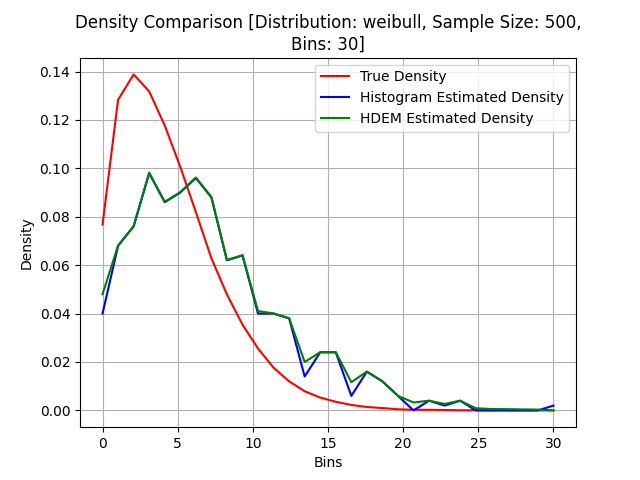 Density Comparison [Distribution: weibull, Sample Size: 500,
Bins: 30]
True Density
Histogram Estimated Density
HDEM Estimated Density
Density
0.14
0.12
0.10
0.08
0.06
0.04
0.02
0.00
0 5 10 15 20 25 30
Bins